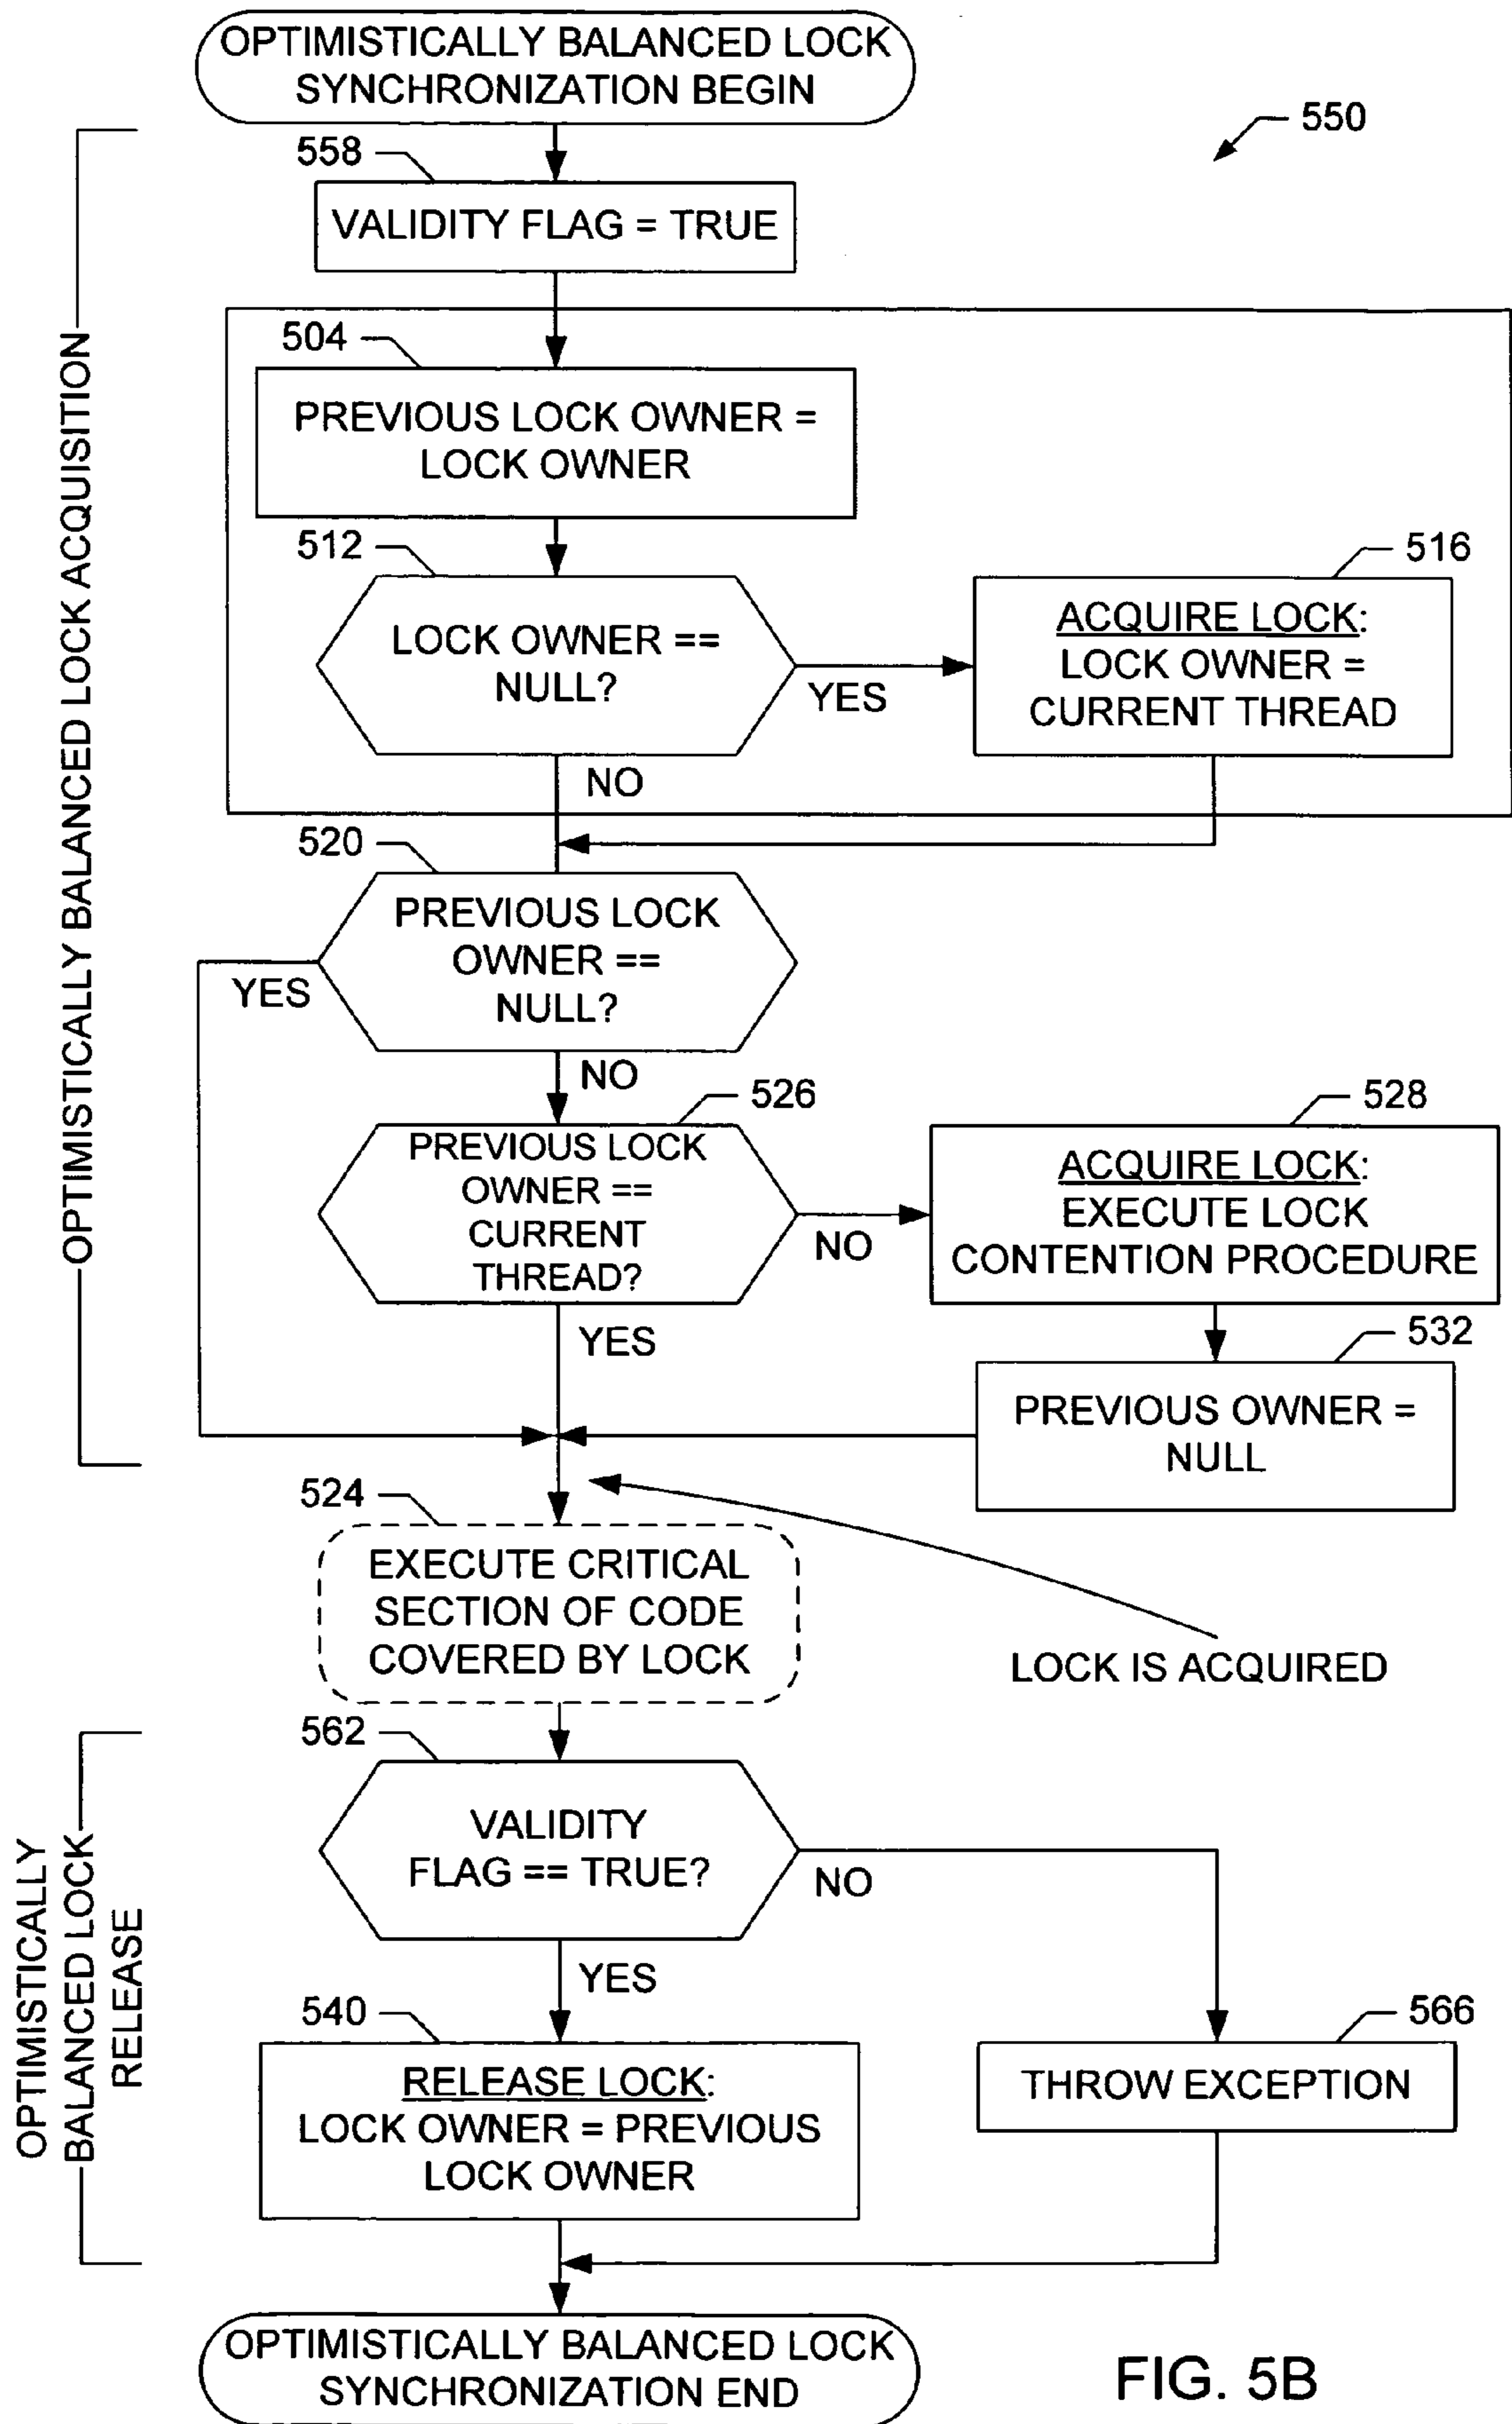 OPTIMISTICALLY BALANCED LOCK
SYNCHRONIZATION BEGIN
550
558
VALIDITY FLAG = TRUE
504
PREVIOUS LOCK OWNER =
LOCK OWNER
512
LOCK OWNER ==
NULL?
YES
NO
516
ACQUIRE LOCK:
LOCK OWNER =
CURRENT THREAD
OPTIMISTICALLY BALANCED LOCK ACQUISITION
520
PREVIOUS LOCK
OWNER ==
NULL?
YES
NO
526
PREVIOUS LOCK
OWNER ==
CURRENT
THREAD?
NO
YES
528
ACQUIRE LOCK:
EXECUTE LOCK
CONTENTION PROCEDURE
532
PREVIOUS OWNER =
NULL
524
EXECUTE CRITICAL
SECTION OF CODE
COVERED BY LOCK
LOCK IS ACQUIRED
562
VALIDITY
FLAG == TRUE?
NO
YES
OPTIMISTICALLY
BALANCED LOCK
RELEASE
540
RELEASE LOCK:
LOCK OWNER = PREVIOUS
LOCK OWNER
566
THROW EXCEPTION
OPTIMISTICALLY BALANCED LOCK
SYNCHRONIZATION END
FIG. 5B